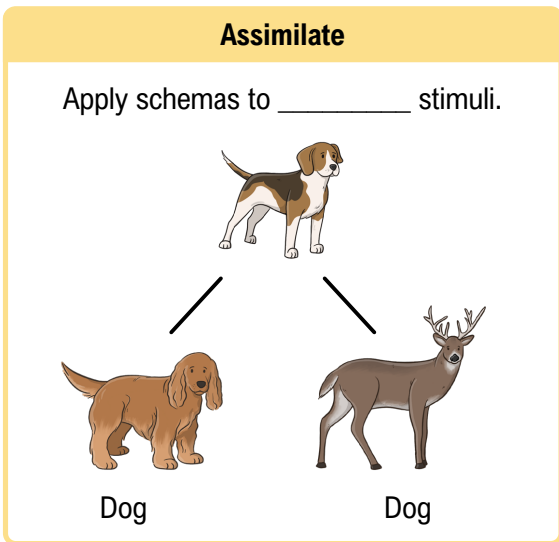 Assimilate
Apply schemas to _________ stimuli.
Dog Dog